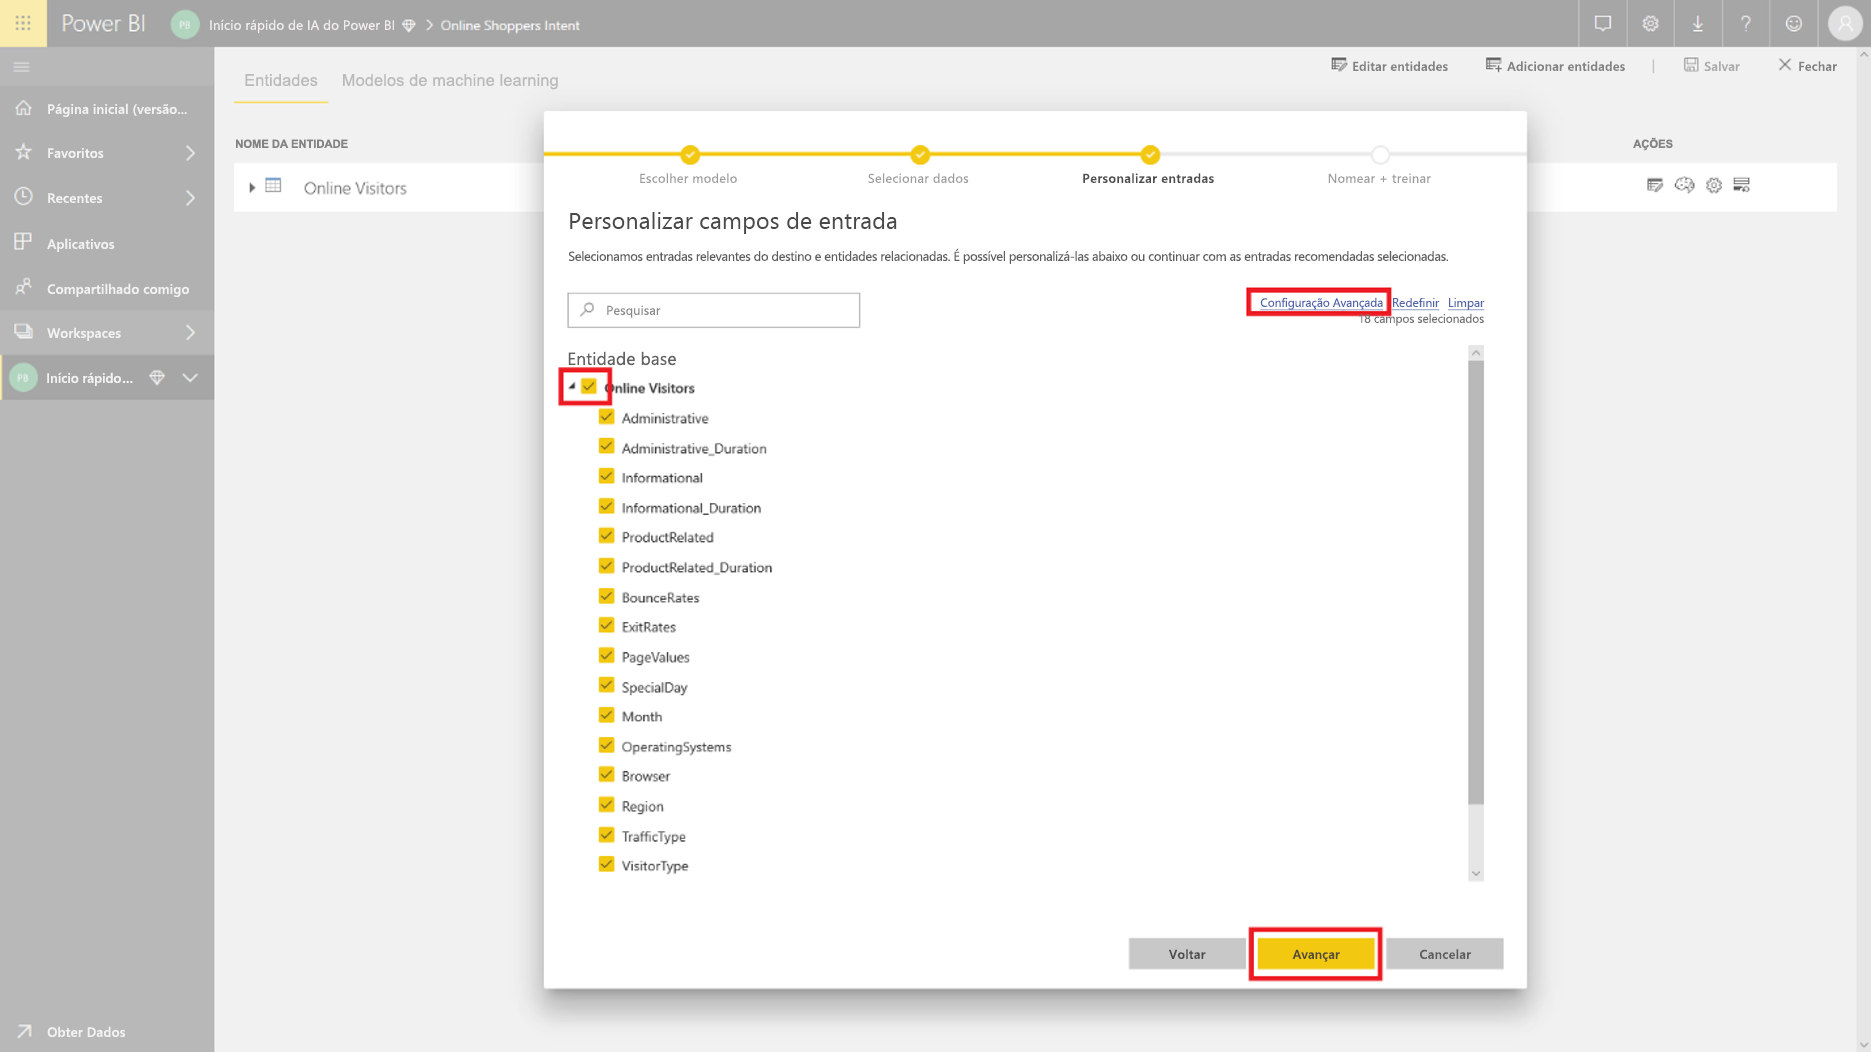 Power BI
PB
Início rápido de IA do Power BI
Online Shoppers Intent
Página inicial (versão...
Favoritos
Recentes
Aplicativos
Compartilhado comigo
Workspaces
PB
Início rápido...
Obter Dados
Entidades
Modelos de machine learning
Editar entidades
Adicionar entidades
Salvar
Fechar
NOME DA ENTIDADE
AÇÕES
Online Visitors
Escolher modelo
Selecionar dados
Personalizar entradas
Nomear + treinar
Personalizar campos de entrada
Selecionamos entradas relevantes do destino e entidades relacionadas. É possível personalizá-las abaixo ou continuar com as entradas recomendadas selecionadas.
Pesquisar
Configuração Avançada Redefinir Limpar
18 campos selecionados
Entidade base
Online Visitors
Administrative
Administrative_Duration
Informational
Informational_Duration
ProductRelated
ProductRelated_Duration
BounceRates
ExitRates
PageValues
SpecialDay
Month
OperatingSystems
Browser
Region
TrafficType
VisitorType
Voltar
Avançar
Cancelar